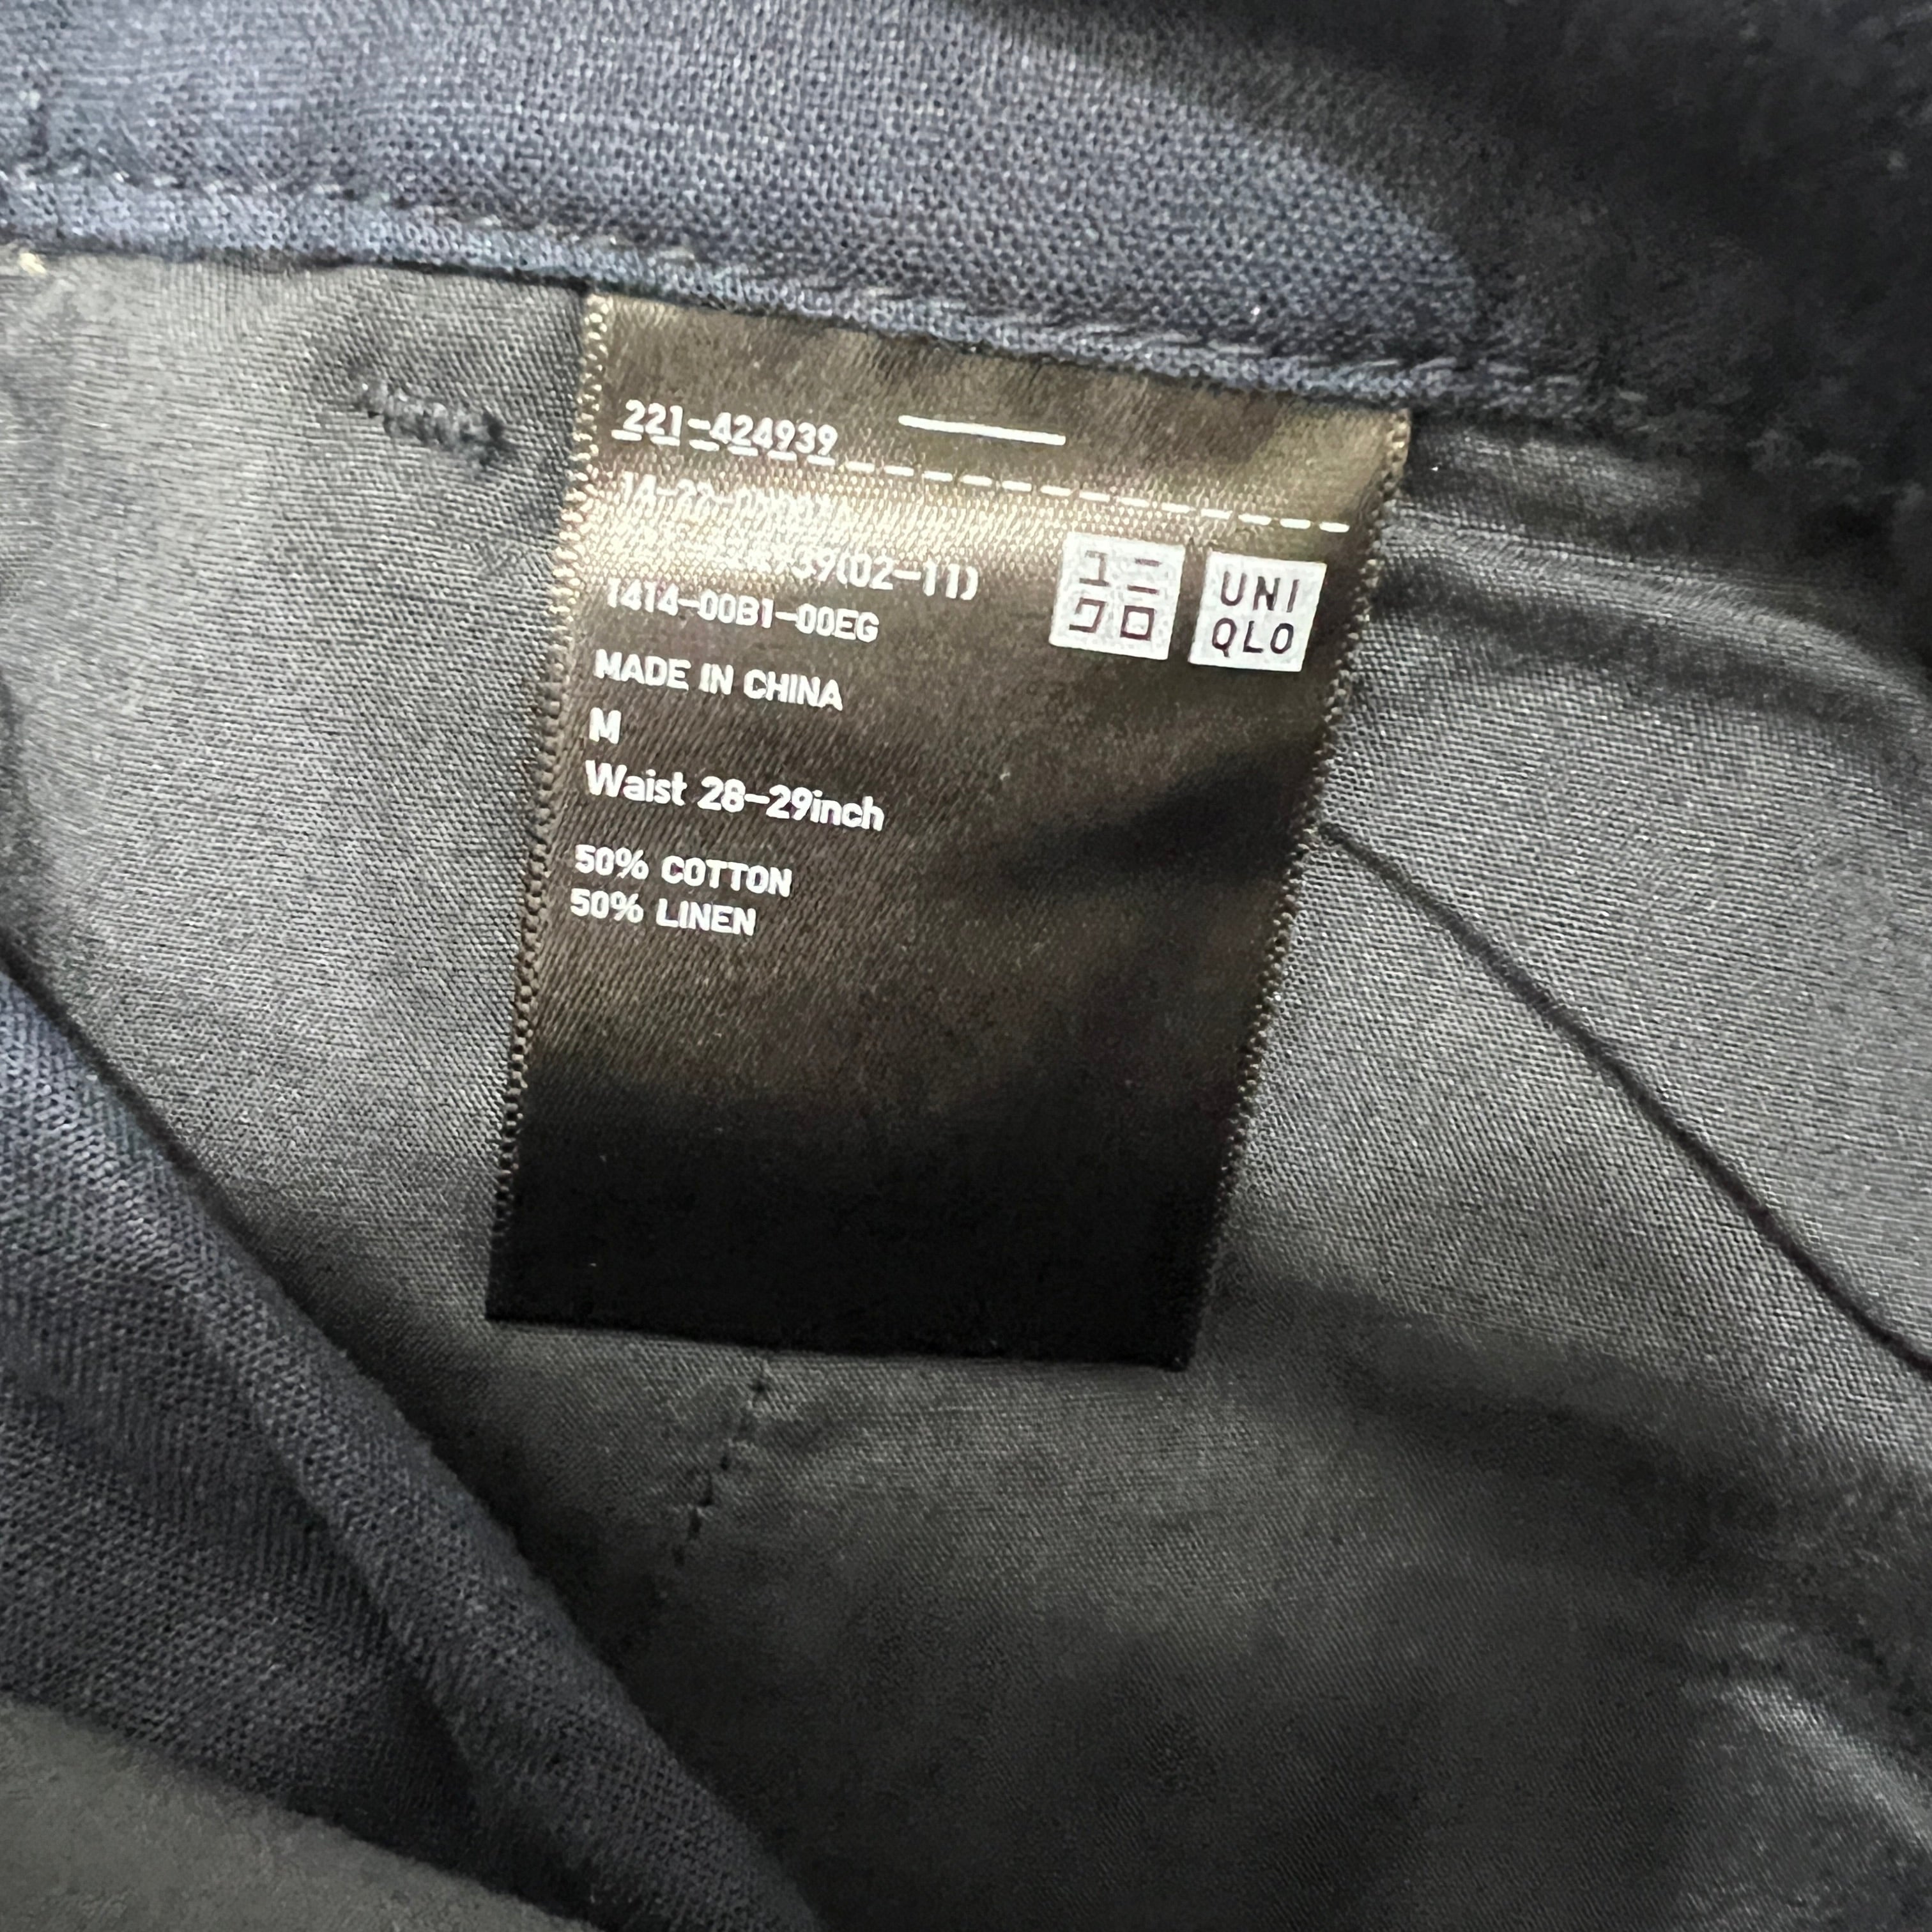 221-424939
1414-00B1-00EG
ユニ
クロ
UNI
QLO
MADE IN CHINA
M
Waist 28-29inch
50% COTTON
50% LINEN